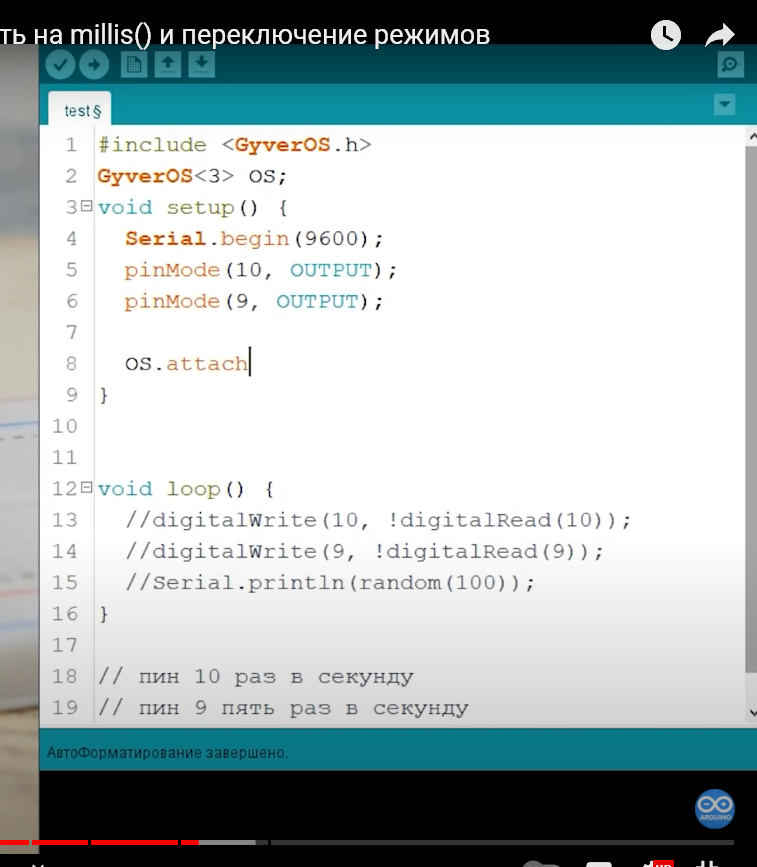 ть на millis() и переключение режимов
test§
1 #include <GyverOS.h>
2 GyverOS<3> OS;
3 void setup() {
4 Serial.begin(9600);
5 pinMode(10, OUTPUT);
6 pinMode(9, OUTPUT);
7
8 OS.attach
9 }
10
11
12 void loop() {
13 //digitalWrite(10, !digitalRead(10));
14 //digitalWrite(9, !digitalRead(9));
15 //Serial.println(random(100));
16 }
17
18 // пин 10 раз в секунду
19 // пин 9 пять раз в секунду
АвтоФорматирование завершено.
ARDUINO
HD